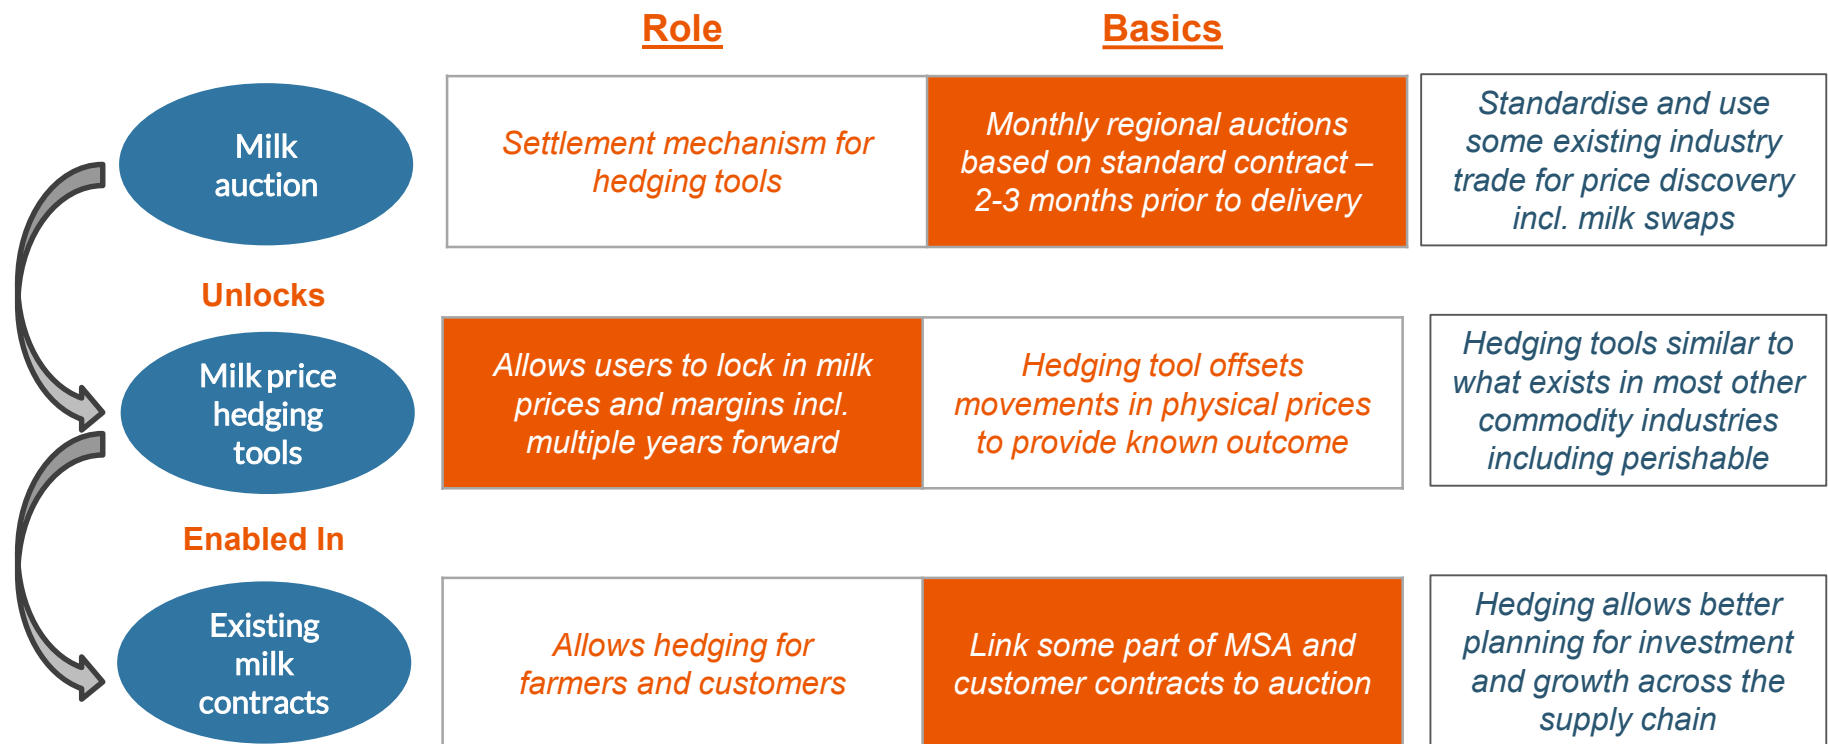 Role
Basics
Milk
auction
Settlement mechanism for
hedging tools
Monthly regional auctions
based on standard contract –
2-3 months prior to delivery
Standardise and use
some existing industry
trade for price discovery
incl. milk swaps
Unlocks
Milk price
hedging
tools
Allows users to lock in milk
prices and margins incl.
multiple years forward
Hedging tool offsets
movements in physical prices
to provide known outcome
Hedging tools similar to
what exists in most other
commodity industries
including perishable
Enabled In
Existing
milk
contracts
Allows hedging for
farmers and customers
Link some part of MSA and
customer contracts to auction
Hedging allows better
planning for investment
and growth across the
supply chain